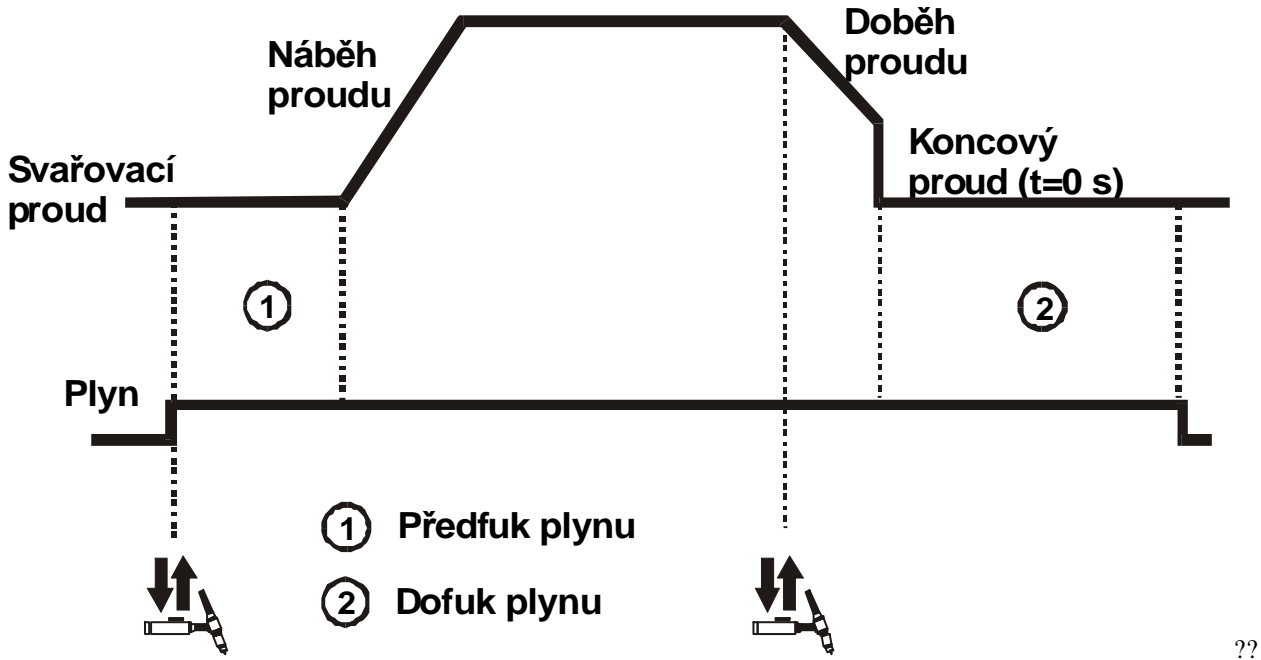 Doběh
proudu
Náběh
proudu
Koncový
proud (t=0 s)
Svařovací
proud
1
2
Plyn
1 Předfuk plynu
2 Dofuk plynu
??